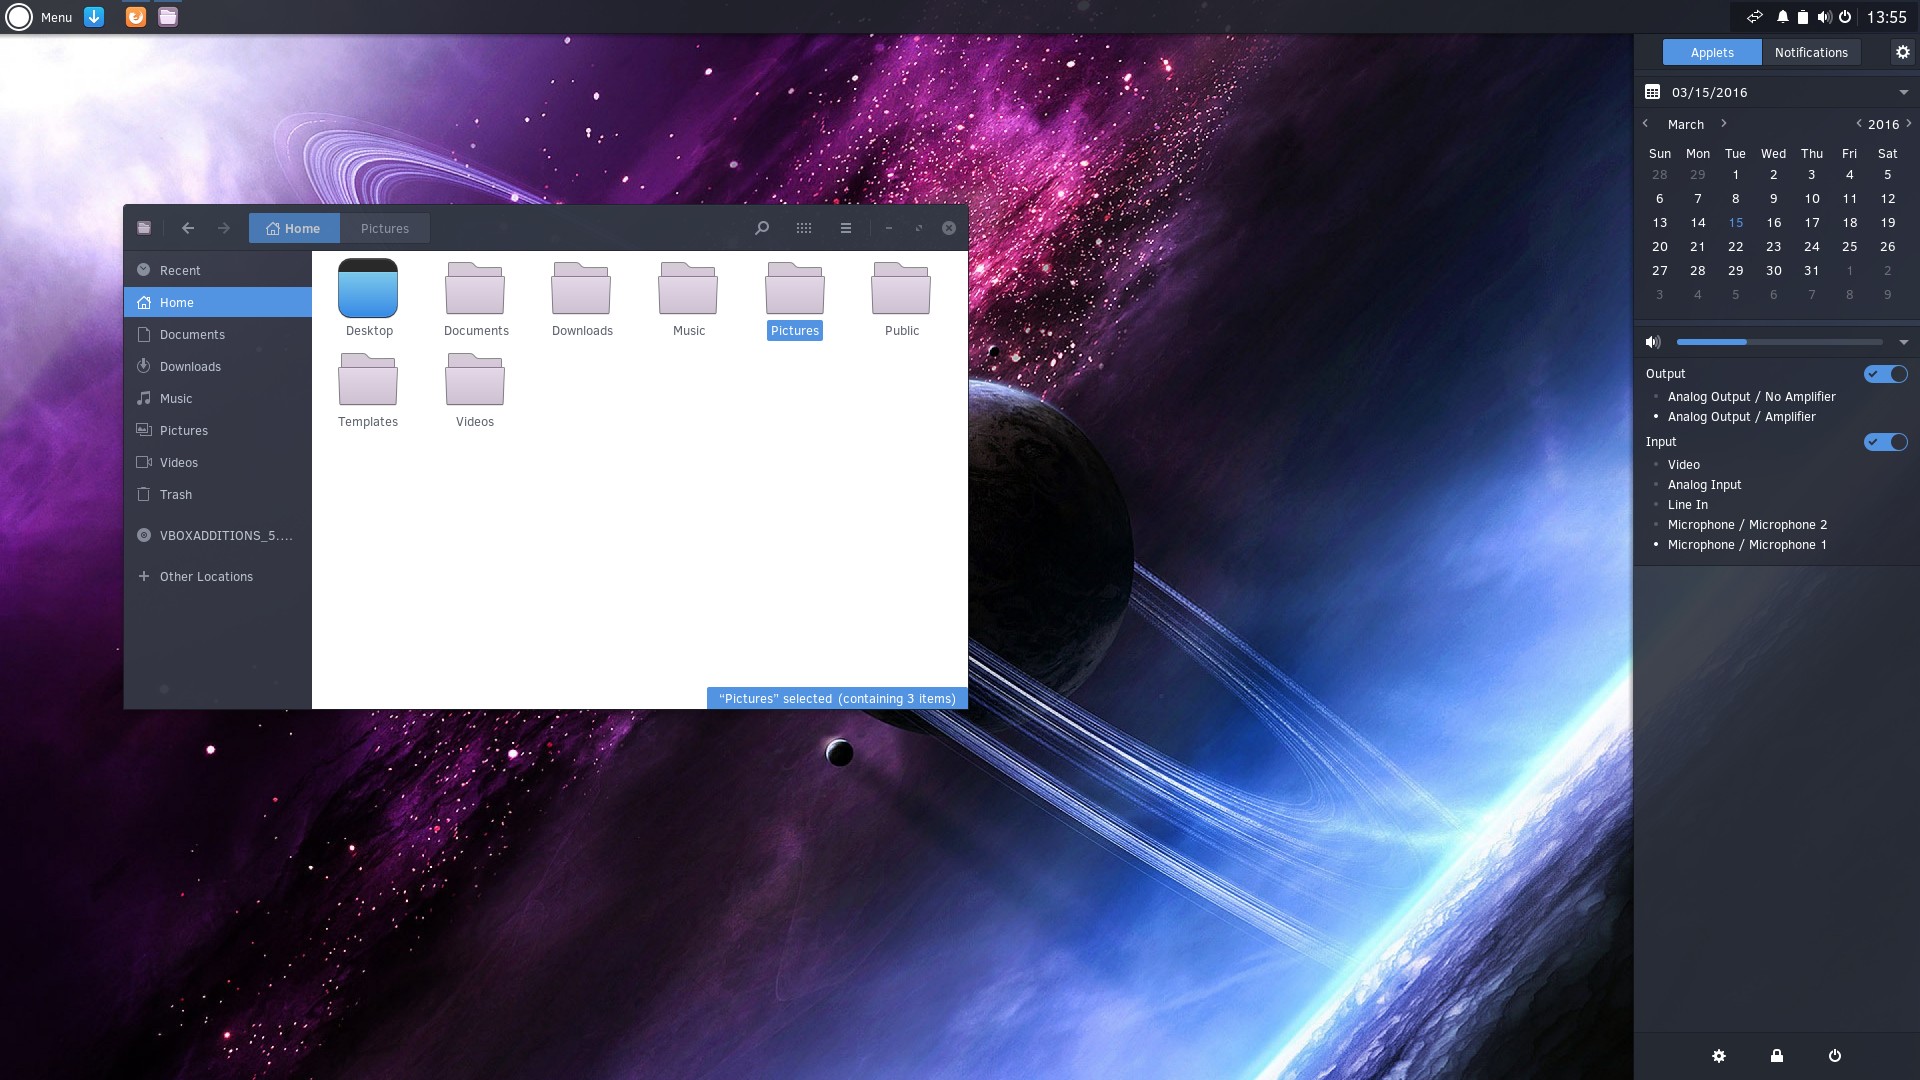 Menu
13:55
Applets Notifications
03/15/2016
March 2016
Sun Mon Tue Wed Thu Fri Sat
28 29 1 2 3 4 5
6 7 8 9 10 11 12
13 14 15 16 17 18 19
20 21 22 23 24 25 26
27 28 29 30 31 1 2
3 4 5 6 7 8 9
Output
Analog Output / No Amplifier
Analog Output / Amplifier
Input
Video
Analog Input
Line In
Microphone / Microphone 2
Microphone / Microphone 1
Home Pictures
Recent
Home
Documents
Downloads
Music
Pictures
Videos
Trash
VBOXADDITIONS_5....
Other Locations
Desktop Documents Downloads Music Pictures Public
Templates Videos
“Pictures” selected (containing 3 items)